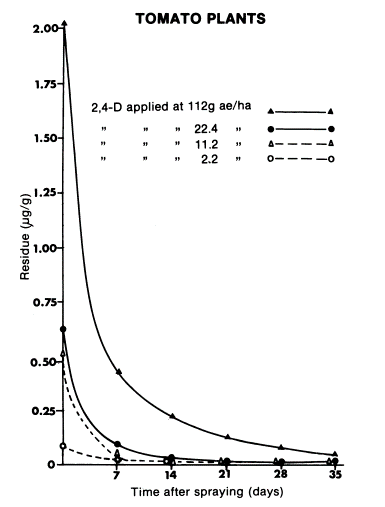 TOMATO PLANTS
2.00
2,4-D applied at 112g ae/ha
" " " 22.4 "
" " " 11.2 "
" " " 2.2 "
1.75
1.50
1.25
1.00
0.75
0.50
0.25
0
Residue (µg/g)
7 14 21 28 35
Time after spraying (days)